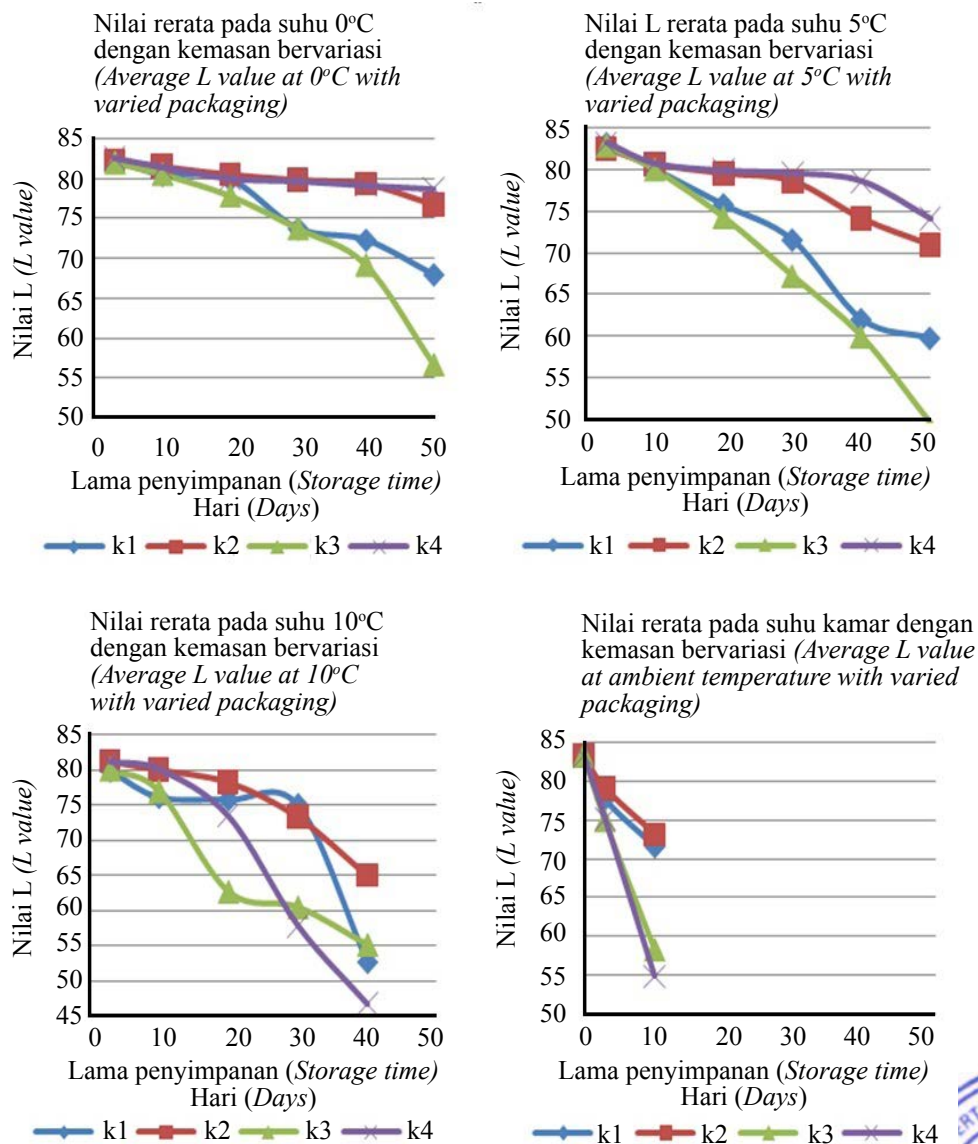 Nilai rerata pada suhu 0°C
dengan kemasan bervariasi
(Average L value at 0°C with
varied packaging)
85
80
75
70
65
60
55
50
Nilai L (L value)
0 10 20 30 40 50
Lama penyimpanan (Storage time)
Hari (Days)
k1 k2 k3 k4
Nilai L rerata pada suhu 5°C
dengan kemasan bervariasi
(Average L value at 5°C with
varied packaging)
85
80
75
70
65
60
55
50
Nilai L (L value)
0 10 20 30 40 50
Lama penyimpanan (Storage time)
Hari (Days)
k1 k2 k3 k4
Nilai rerata pada suhu 10°C
dengan kemasan bervariasi
(Average L value at 10°C
with varied packaging)
85
80
75
70
65
60
55
50
45
Nilai L (L value)
0 10 20 30 40 50
Lama penyimpanan (Storage time)
Hari (Days)
k1 k2 k3 k4
Nilai rerata pada suhu kamar dengan
kemasan bervariasi (Average L value
at ambient temperature with varied
packaging)
85
80
75
70
65
60
55
50
Nilai L (L value)
0 10 20 30 40 50
Lama penyimpanan (Storage time)
Hari (Days)
k1 k2 k3 k4